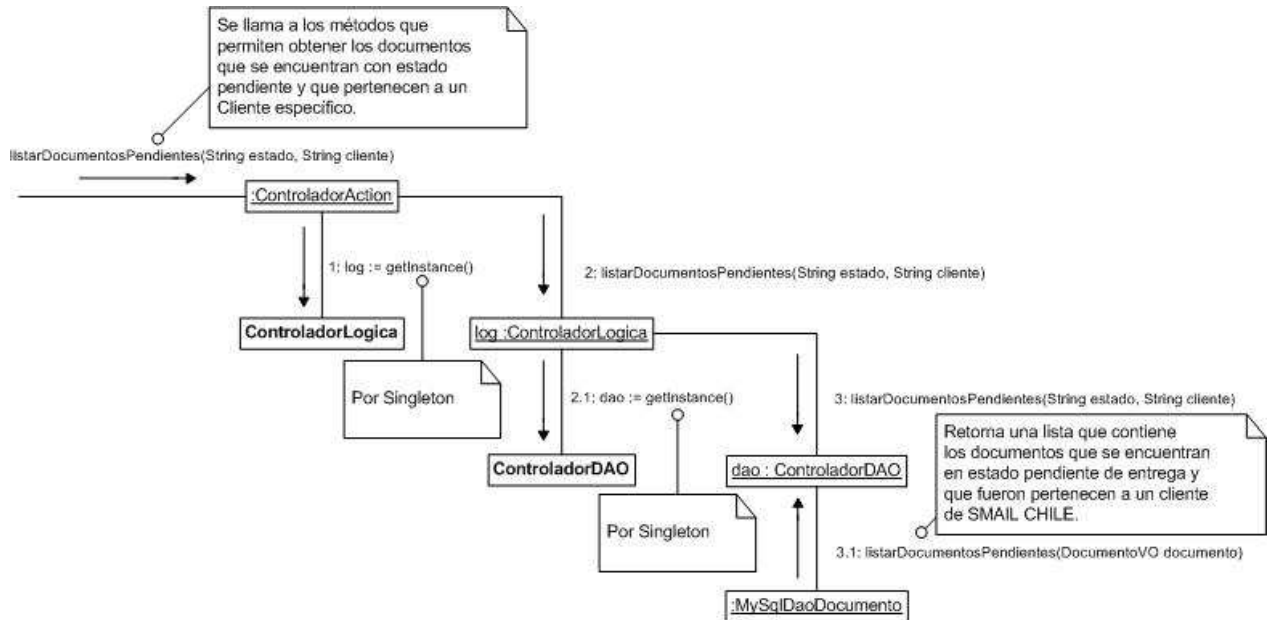 Se llama a los métodos que
permiten obtener los documentos
que se encuentran con estado
pendiente y que pertenecen a un
Cliente específico.
listarDocumentosPendientes(String estado, String cliente)
:ControladorAction
1: log := getInstance()
2: listarDocumentosPendientes(String estado, String cliente)
ControladorLogica
log :ControladorLogica
Por Singleton
2.1: dao := getInstance()
3: listarDocumentosPendientes(String estado, String cliente)
Retorna una lista que contiene
los documentos que se encuentran
en estado pendiente de entrega y
que fueron pertenecen a un cliente
de SMAIL CHILE.
ControladorDAO
dao : ControladorDAO
Por Singleton
3.1: listarDocumentosPendientes(DocumentoVO documento)
:MySqlDaoDocumento